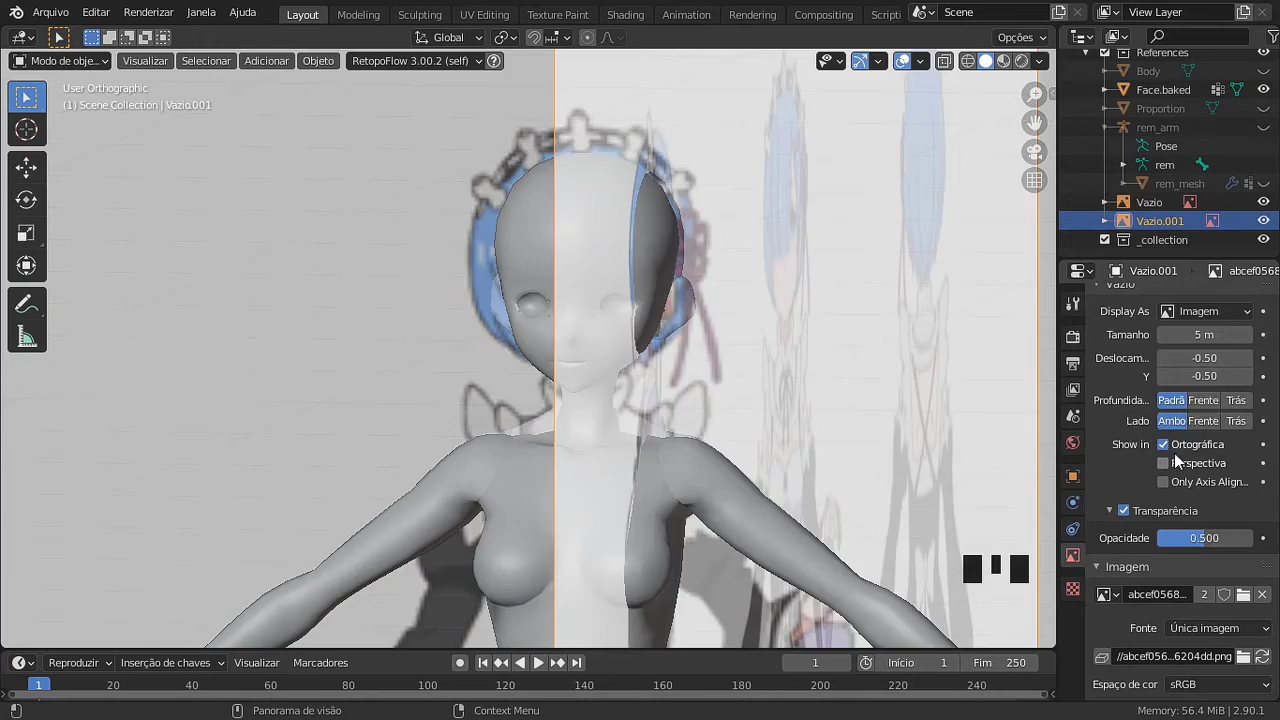 Arquivo Editar Renderizar Janela Ajuda Layout Modeling Sculpting UV Editing Texture Paint Shading Animation Rendering Compositing Scripti Scene View Layer
Global Opções
Modo de obje... Visualizar Selecionar Adicionar Objeto RetopoFlow 3.00.2 (self)
User Orthographic
(1) Scene Collection | Vazio.001
References
Body
Face.baked
Proportion
rem_arm
Pose
rem
rem_mesh
Vazio
Vazio.001
_collection
Vazio.001 abcef0568
Vazio
Display As Imagem
Tamanho 5 m
Deslocam... -0.50
Y -0.50
Profundida... Padrã Frente Trás
Lado Ambo Frente Trás
Show in Ortográfica
Perspectiva
Only Axis Align...
Transparência
Opacidade 0.500
Imagem
abcef0568... 2
Fonte Única imagem
//abcef056...6204dd.png
Espaço de cor sRGB
Reproduzir Inserção de chaves Visualizar Marcadores 1 Início 1 Fim 250
1 20 40 60 80 100 120 140 160 180 200 220 240
Panorama de visão Context Menu Memory: 56.4 MiB | 2.90.1